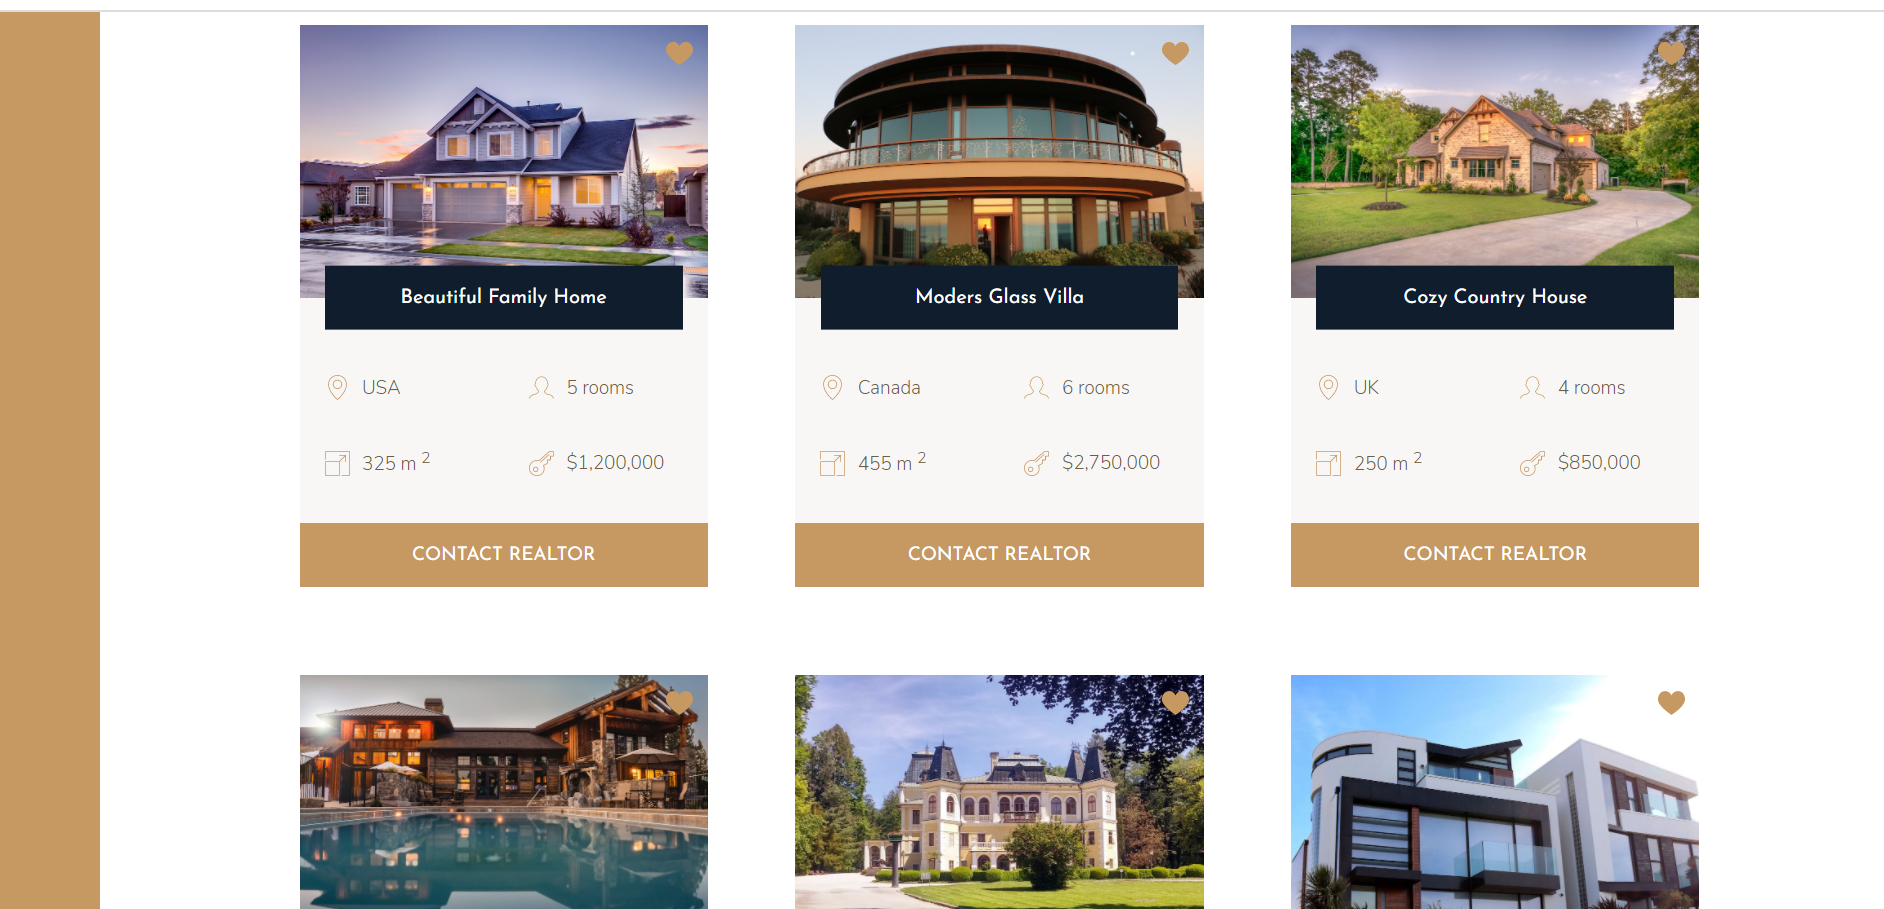 Beautiful Family Home
USA
5 rooms
325 m 2
$1,200,000
CONTACT REALTOR
Moders Glass Villa
Canada
6 rooms
455 m 2
$2,750,000
CONTACT REALTOR
Cozy Country House
UK
4 rooms
250 m 2
$850,000
CONTACT REALTOR